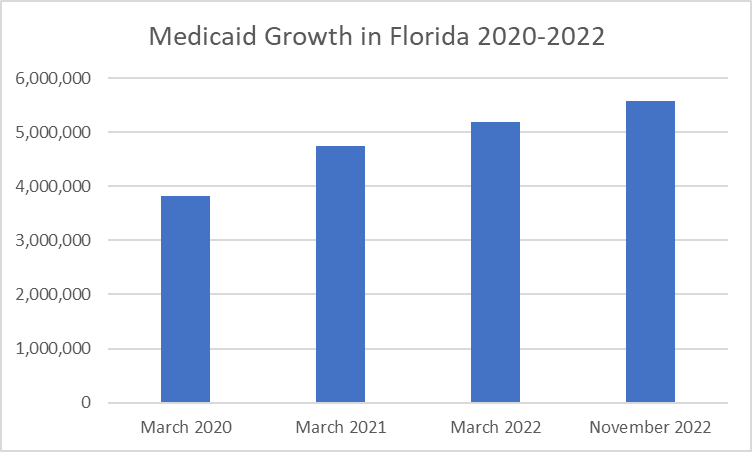 Medicaid Growth in Florida 2020-2022
6,000,000
5,000,000
4,000,000
3,000,000
2,000,000
1,000,000
0
March 2020
March 2021
March 2022
November 2022